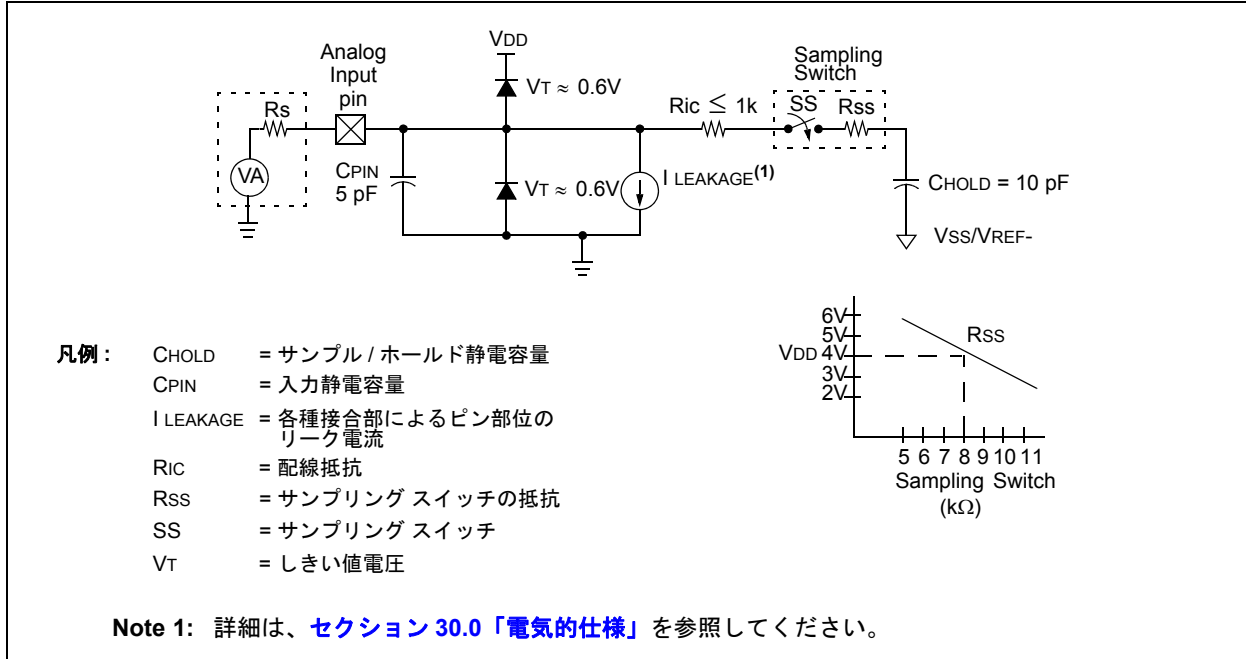 VDD
Analog
Input
pin
Sampling
Switch
VT ≈ 0.6V
Rs
Ric ≤ 1k
SS
Rss
VA
CPIN
5 pF
VT ≈ 0.6V
I LEAKAGE(1)
CHOLD = 10 pF
VSS/VREF-
6V
5V
VDD 4V
3V
2V
RSS
5 6 7 8 9 10 11
Sampling Switch
(kΩ)
凡例 :
CHOLD = サンプル / ホールド静電容量
CPIN = 入力静電容量
I LEAKAGE = 各種接合部によるピン部位の
リーク電流
RIC = 配線抵抗
RSS = サンプリング スイッチの抵抗
SS = サンプリング スイッチ
VT = しきい値電圧
Note 1: 詳細は、セクション 30.0「電気的仕様」を参照してください。